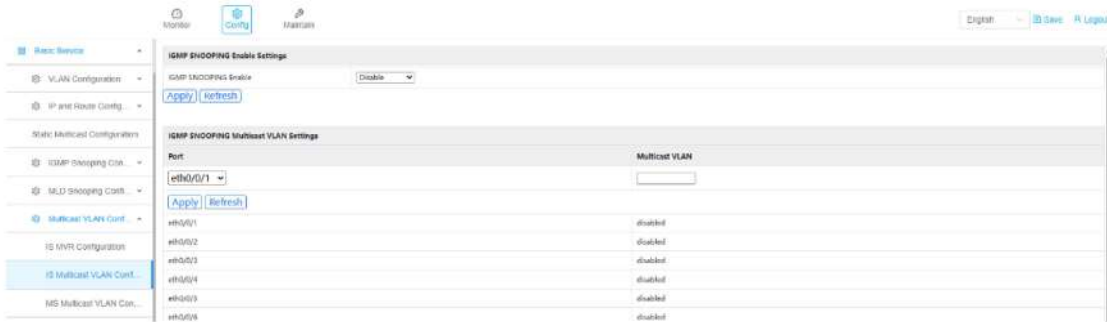 Monitor Config Maintain English Save Logou
Basic Service
VLAN Configuration
IP and Route Config...
Static Multicast Configuration
IGMP Snooping Con...
MLD Snooping Confi...
Multicast VLAN Conf...
IS MVR Configuration
IS Multicast VLAN Conf...
MS Multicast VLAN Con...
IGMP SNOOPING Enable Settings
IGMP SNOOPING Enable Disable
Apply Refresh
IGMP SNOOPING Multicast VLAN Settings
Port Multicast VLAN
eth0/0/1
Apply Refresh
eth0/0/1 disabled
eth0/0/2 disabled
eth0/0/3 disabled
eth0/0/4 disabled
eth0/0/5 disabled
eth0/0/6 disabled